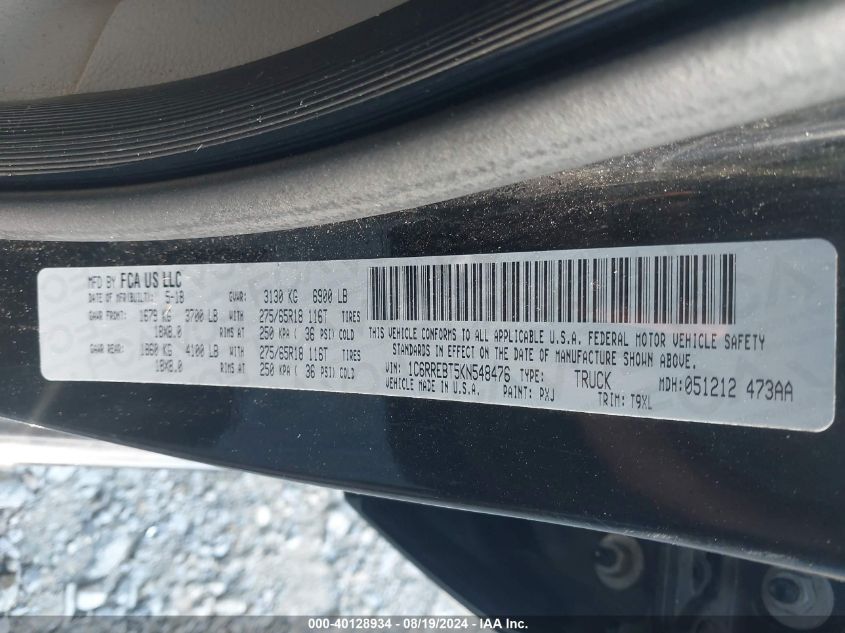 MFD BY FCA US LLC
DATE OF MFR(BUILT): 5-18 GVWR: 3130 KG 6900 LB
GAWR FRONT: 1679 KG 3700 LB WITH 275/65R18 116T TIRES
18X8.0 RIMS AT 250 KPA ( 36 PSI) COLD
GAWR REAR: 1860 KG 4100 LB WITH 275/65R18 116T TIRES
18X8.0 RIMS AT 250 KPA ( 36 PSI) COLD
THIS VEHICLE CONFORMS TO ALL APPLICABLE U.S.A. FEDERAL MOTOR VEHICLE SAFETY
STANDARDS IN EFFECT ON THE DATE OF MANUFACTURE SHOWN ABOVE.
VIN: 1C6RREBT5KN548476 TYPE: TRUCK MDH: 051212 473AA
VEHICLE MADE IN U.S.A. PAINT: PXJ TRIM: T9XL
000-40128934 - 08/19/2024 - IAA Inc.